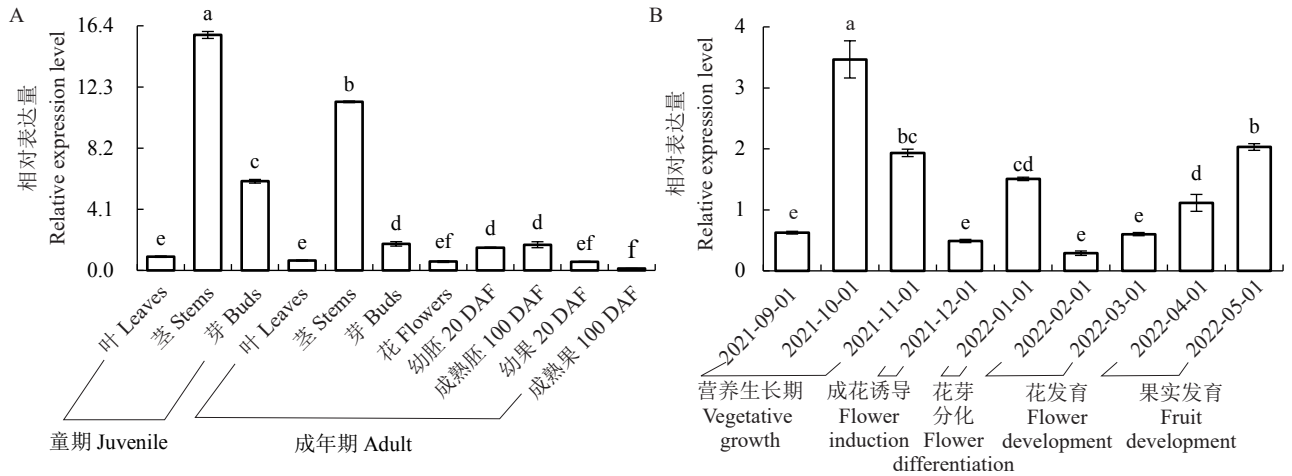 A
相对表达量
Relative expression level
16.4
12.3
8.2
4.1
0.0
e
a
c
e
b
d
ef
d
d
ef
f
叶 Leaves
茎 Stems
芽 Buds
叶 Leaves
茎 Stems
芽 Buds
花 Flowers
幼胚 20 DAF
成熟胚 100 DAF
幼果 20 DAF
成熟果 100 DAF
童期 Juvenile
成年期 Adult
B
相对表达量
Relative expression level
4
3
2
1
0
e
a
bc
e
cd
e
e
d
b
2021-09-01
2021-10-01
2021-11-01
2021-12-01
2022-01-01
2022-02-01
2022-03-01
2022-04-01
2022-05-01
营养生长期
Vegetative
growth
成花诱导
Flower
induction
花芽
分化
Flower
differentiation
花发育
Flower
development
果实发育
Fruit
development